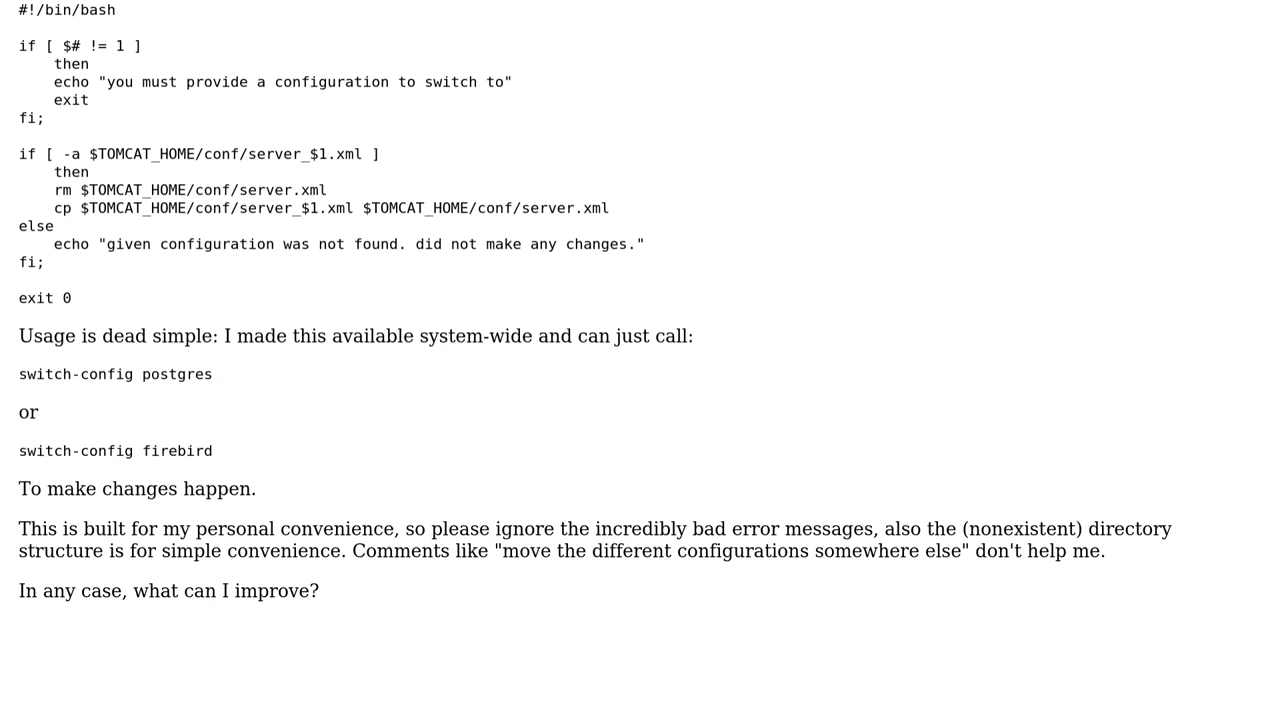 #!/bin/bash
if [ $# != 1 ]
    then
    echo "you must provide a configuration to switch to"
    exit
fi;
if [ -a $TOMCAT_HOME/conf/server_$1.xml ]
    then
    rm $TOMCAT_HOME/conf/server.xml
    cp $TOMCAT_HOME/conf/server_$1.xml $TOMCAT_HOME/conf/server.xml
else
    echo "given configuration was not found. did not make any changes."
fi;
exit 0
Usage is dead simple: I made this available system-wide and can just call:
switch-config postgres
or
switch-config firebird
To make changes happen.
This is built for my personal convenience, so please ignore the incredibly bad error messages, also the (nonexistent) directory
structure is for simple convenience. Comments like "move the different configurations somewhere else" don't help me.
In any case, what can I improve?